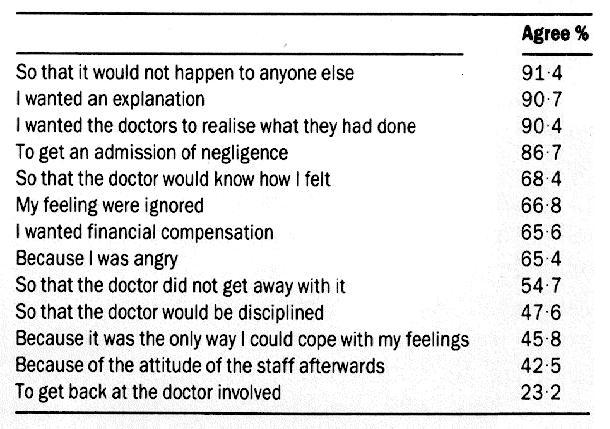 Agree %
So that it would not happen to anyone else 91·4
I wanted an explanation 90·7
I wanted the doctors to realise what they had done 90·4
To get an admission of negligence 86·7
So that the doctor would know how I felt 68·4
My feeling were ignored 66·8
I wanted financial compensation 65·6
Because I was angry 65·4
So that the doctor did not get away with it 54·7
So that the doctor would be disciplined 47·6
Because it was the only way I could cope with my feelings 45·8
Because of the attitude of the staff afterwards 42·5
To get back at the doctor involved 23·2